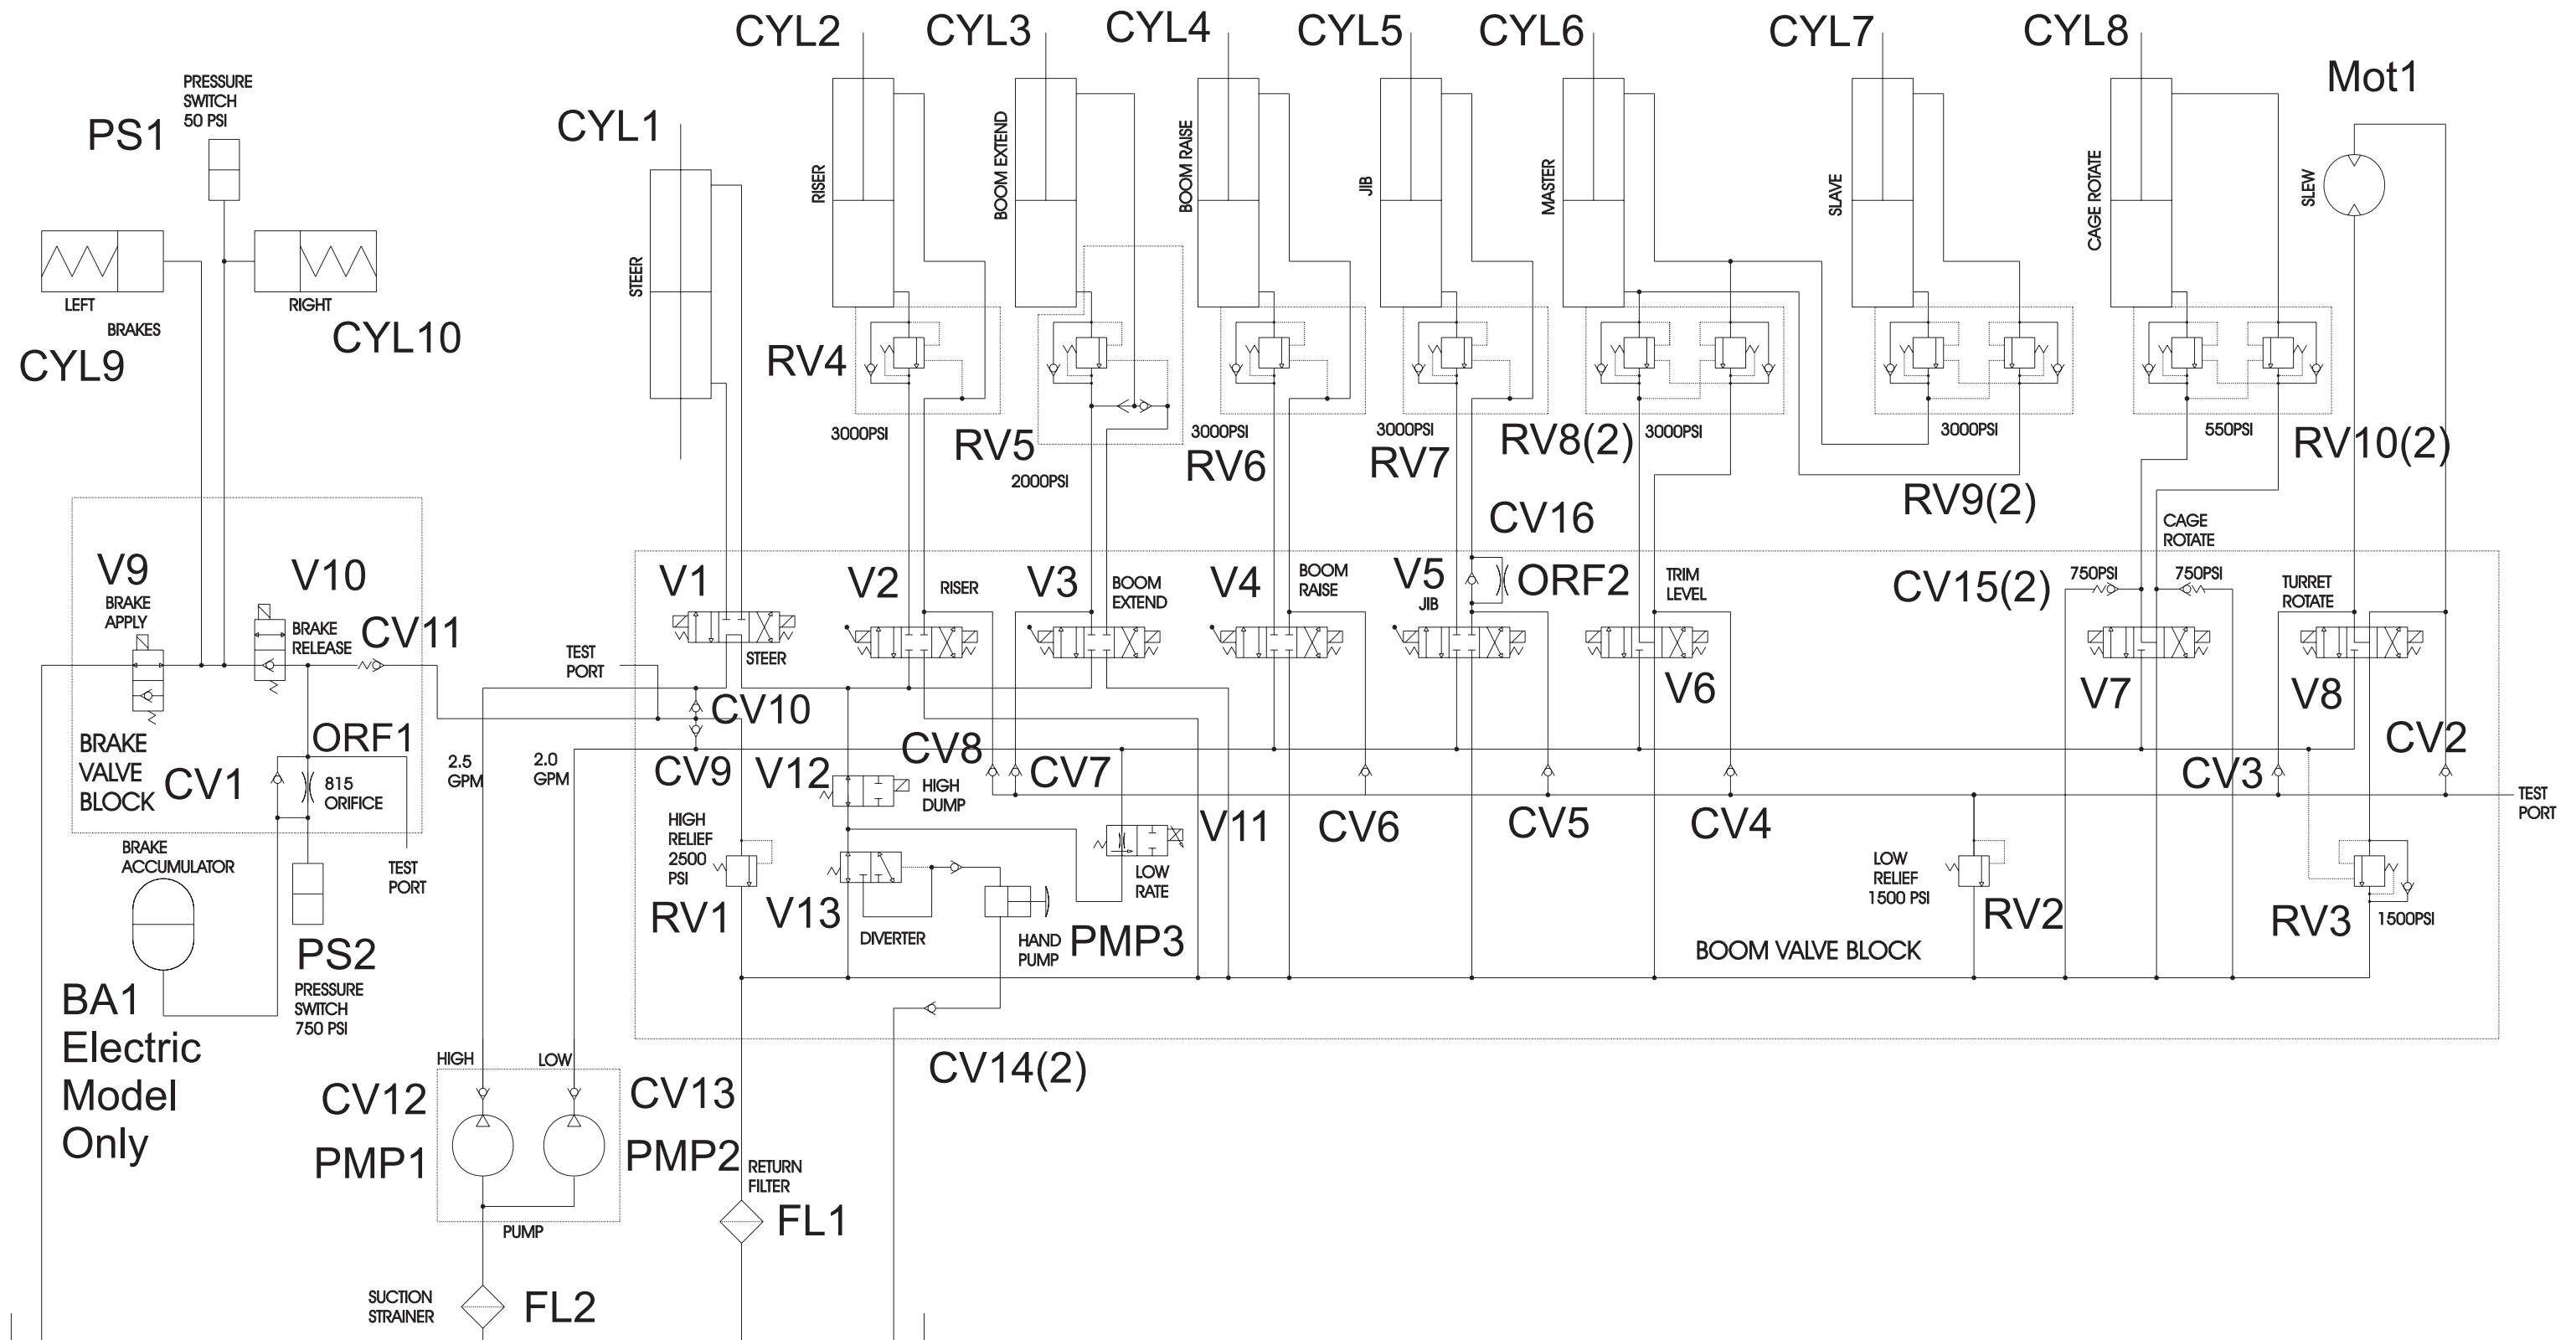 CYL2
CYL3
CYL4
CYL5
CYL6
CYL7
CYL8
Mot1
PRESSURE
SWITCH
50 PSI
PS1
CYL1
STEER
RISER
BOOM EXTEND
BOOM RAISE
JIB
MASTER
SLAVE
CAGE ROTATE
SLEW
LEFT
RIGHT
BRAKES
CYL9
CYL10
RV4
3000PSI
RV5
2000PSI
3000PSI
RV6
3000PSI
RV7
RV8(2)
3000PSI
3000PSI
RV9(2)
550PSI
RV10(2)
CV16
CAGE
ROTATE
V9
BRAKE
APPLY
V10
BRAKE
RELEASE
CV11
V1
STEER
V2
RISER
V3
BOOM
EXTEND
V4
BOOM
RAISE
V5
JIB
ORF2
TRIM
LEVEL
V6
CV15(2)
750PSI
750PSI
V7
TURRET
ROTATE
V8
TEST
PORT
CV10
BRAKE
VALVE
BLOCK
ORF1
CV1
815
ORIFICE
2.5
GPM
2.0
GPM
CV9
CV8
CV7
V12
HIGH
DUMP
V11
CV6
CV5
CV4
CV3
CV2
TEST
PORT
BRAKE
ACCUMULATOR
TEST
PORT
HIGH
RELIEF
2500
PSI
RV1
V13
DIVERTER
LOW
RATE
HAND
PUMP
PMP3
LOW
RELIEF
1500 PSI
RV2
RV3
1500PSI
BOOM VALVE BLOCK
PS2
PRESSURE
SWITCH
750 PSI
BA1
Electric
Model
Only
HIGH
LOW
CV14(2)
CV12
CV13
PMP1
PMP2
PUMP
RETURN
FILTER
FL1
SUCTION
STRAINER
FL2